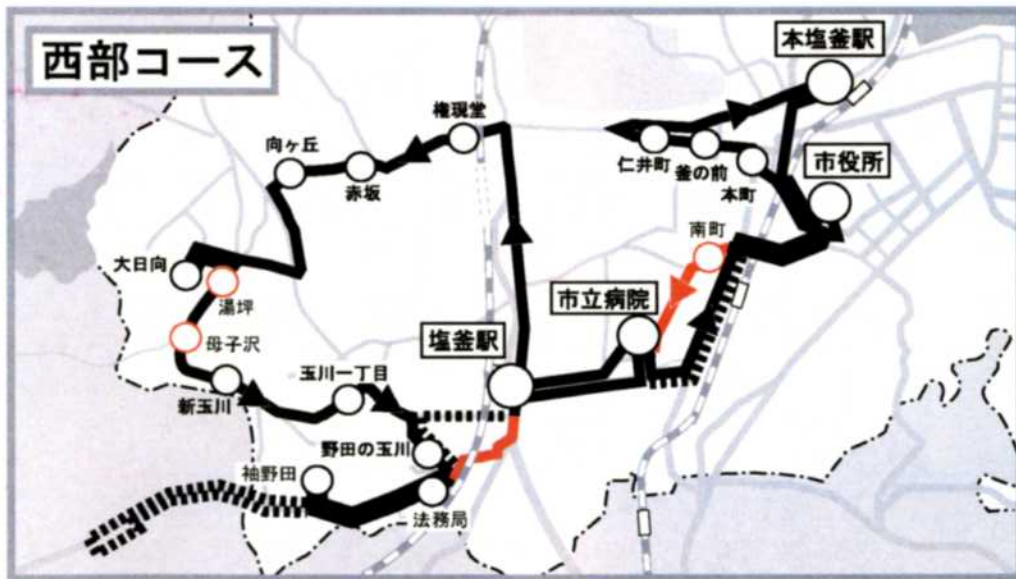 西部コース
本塩釜駅
権現堂
向ヶ丘
赤坂
仁井町
釜の前
本町
市役所
南町
大日向
湯坪
市立病院
母子沢
塩釜駅
玉川一丁目
新玉川
野田の玉川
袖野田
法務局